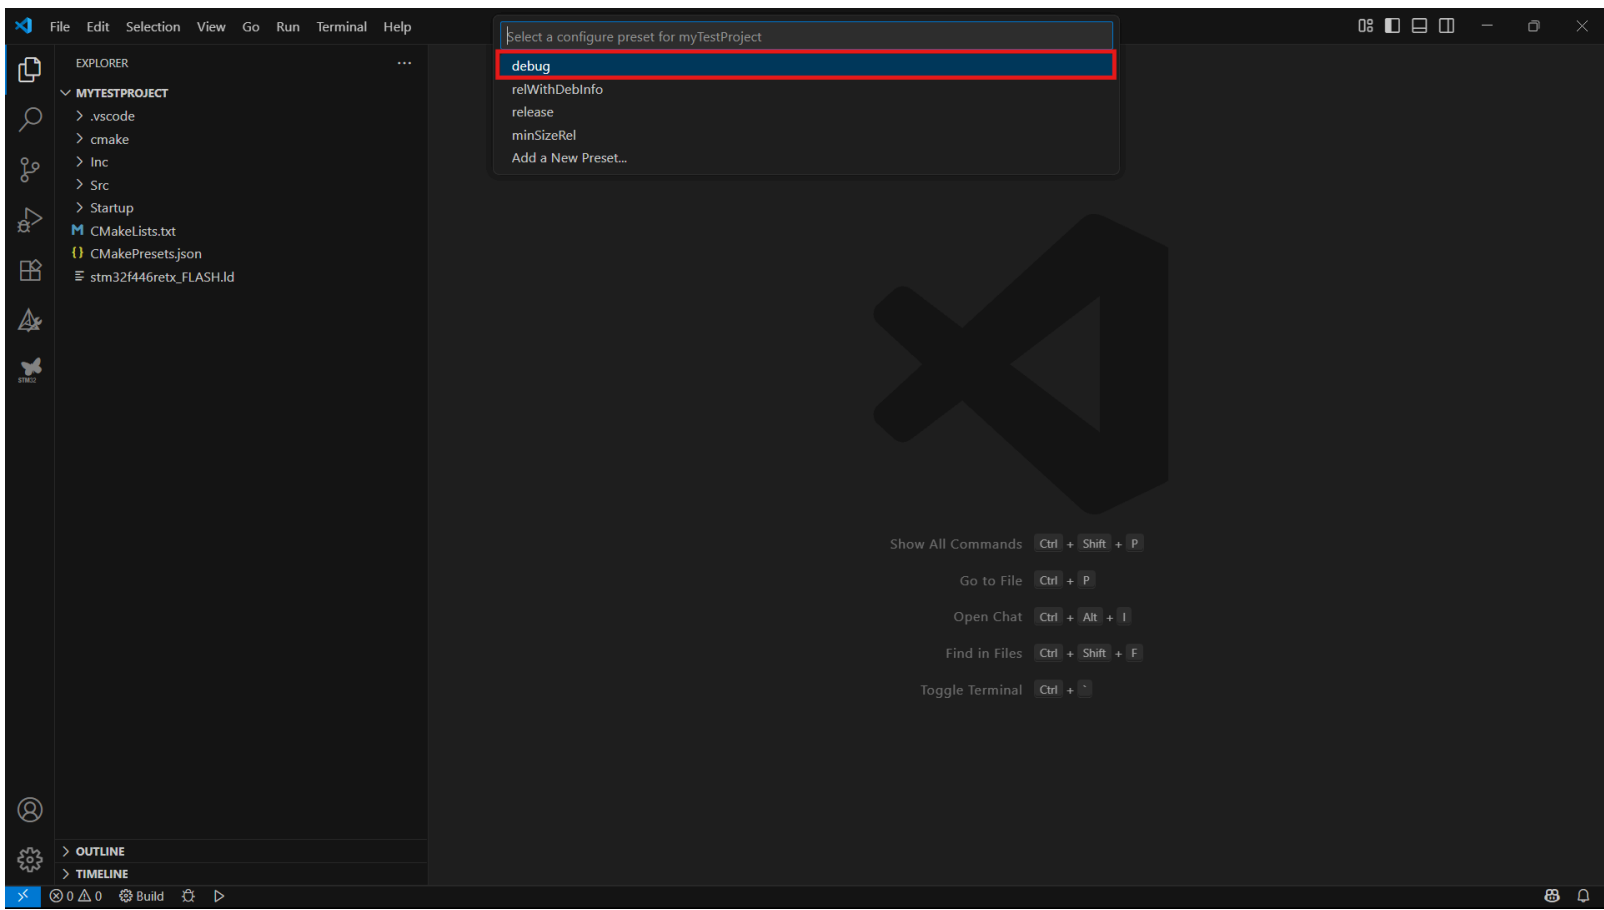 File Edit Selection View Go Run Terminal Help
Select a configure preset for myTestProject
debug
relWithDebInfo
release
minSizeRel
Add a New Preset...
EXPLORER
MYTESTPROJECT
.vscode
cmake
Inc
Src
Startup
CMakeLists.txt
{} CMakePresets.json
stm32f446retx_FLASH.ld
STM32
Show All Commands Ctrl + Shift + P
Go to File Ctrl + P
Open Chat Ctrl + Alt + I
Find in Files Ctrl + Shift + F
Toggle Terminal Ctrl + `
OUTLINE
TIMELINE
0 0 Build